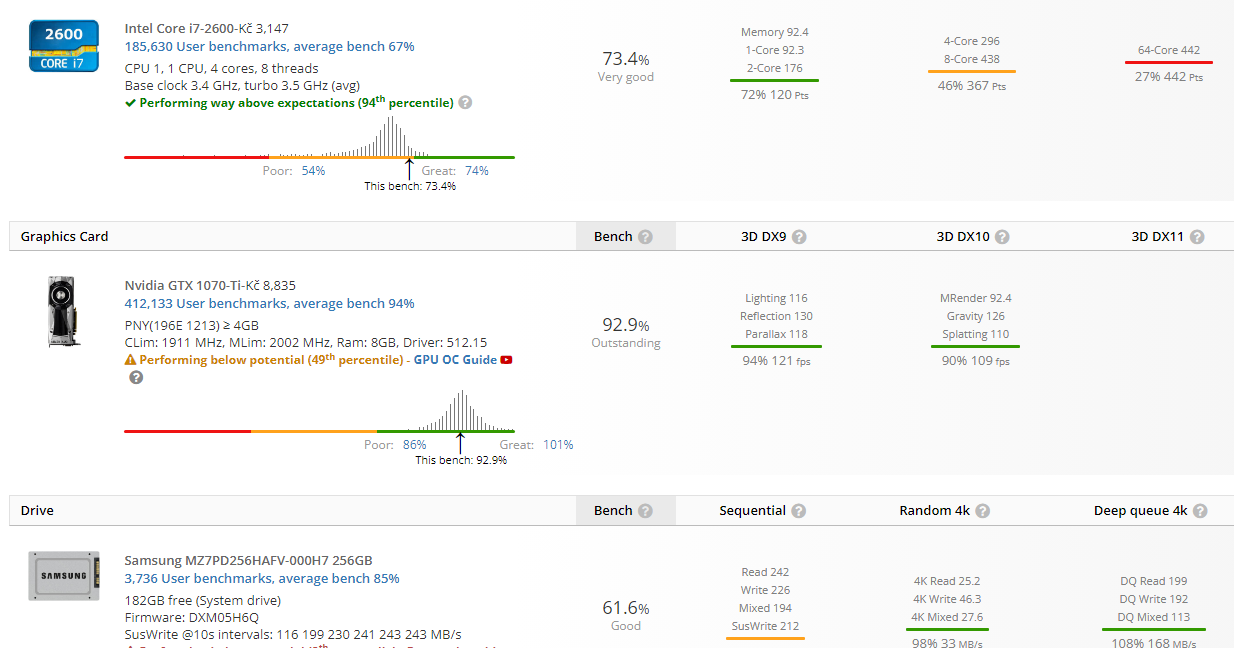 2600
CORE i7
Intel Core i7-2600-Kč 3,147
185,630 User benchmarks, average bench 67%
CPU 1, 1 CPU, 4 cores, 8 threads
Base clock 3.4 GHz, turbo 3.5 GHz (avg)
Performing way above expectations (94th percentile) ?
Poor: 54%
Great: 74%
This bench: 73.4%
73.4%
Very good
Memory 92.4
1-Core 92.3
2-Core 176
72% 120 Pts
4-Core 296
8-Core 438
46% 367 Pts
64-Core 442
27% 442 Pts
Graphics Card Bench ? 3D DX9 ? 3D DX10 ? 3D DX11 ?
Nvidia GTX 1070-Ti-Kč 8,835
412,133 User benchmarks, average bench 94%
PNY(196E 1213) ≥ 4GB
CLim: 1911 MHz, MLim: 2002 MHz, Ram: 8GB, Driver: 512.15
Performing below potential (49th percentile) - GPU OC Guide
?
Poor: 86%
Great: 101%
This bench: 92.9%
92.9%
Outstanding
Lighting 116
Reflection 130
Parallax 118
94% 121 fps
MRender 92.4
Gravity 126
Splatting 110
90% 109 fps
Drive Bench ? Sequential ? Random 4k ? Deep queue 4k ?
SAMSUNG
Samsung MZ7PD256HAFV-000H7 256GB
3,736 User benchmarks, average bench 85%
182GB free (System drive)
Firmware: DXM05H6Q
SusWrite @10s intervals: 116 199 230 241 243 243 MB/s
61.6%
Good
Read 242
Write 226
Mixed 194
SusWrite 212
4K Read 25.2
4K Write 46.3
4K Mixed 27.6
98% 33 MB/s
DQ Read 199
DQ Write 192
DQ Mixed 113
108% 168 MB/s